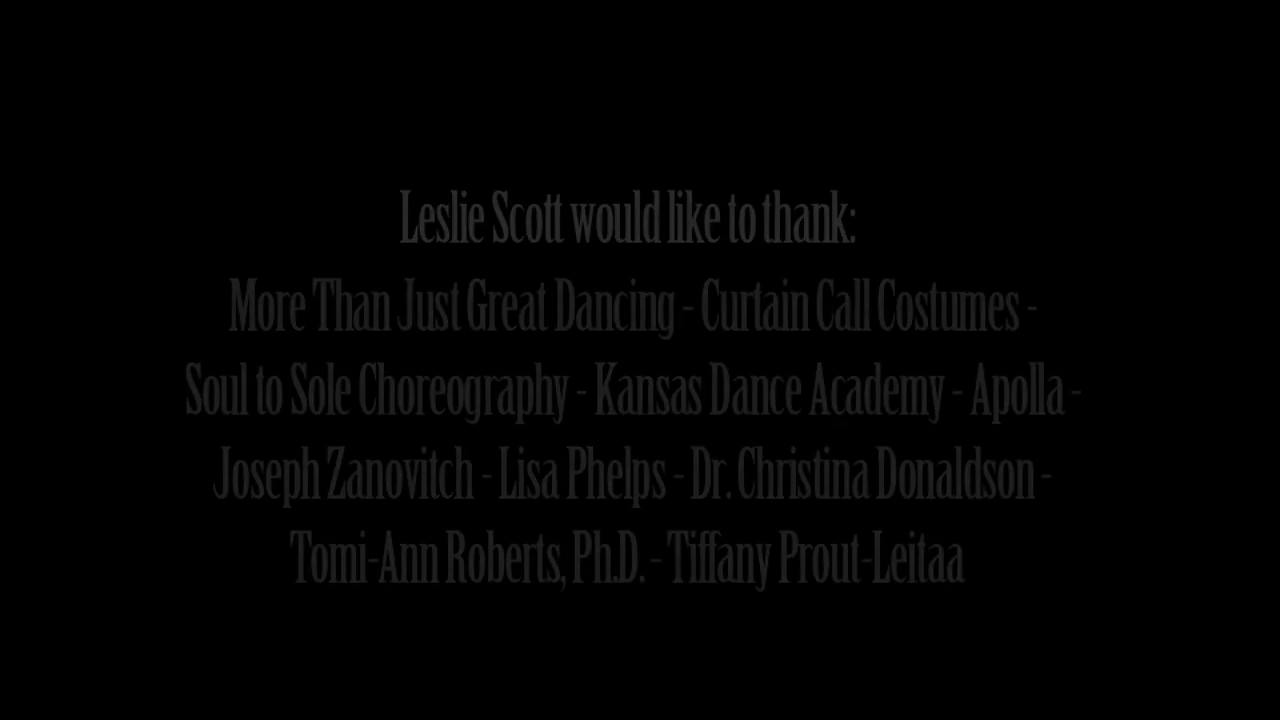 Leslie Scott would like to thank:
More Than Just Great Dancing - Curtain Call Costumes -
Soul to Sole Choreography - Kansas Dance Academy - Apolla -
Joseph Zanovitch - Lisa Phelps - Dr. Christina Donaldson -
Tomi-Ann Roberts, Ph.D. - Tiffany Prout-Leitaa